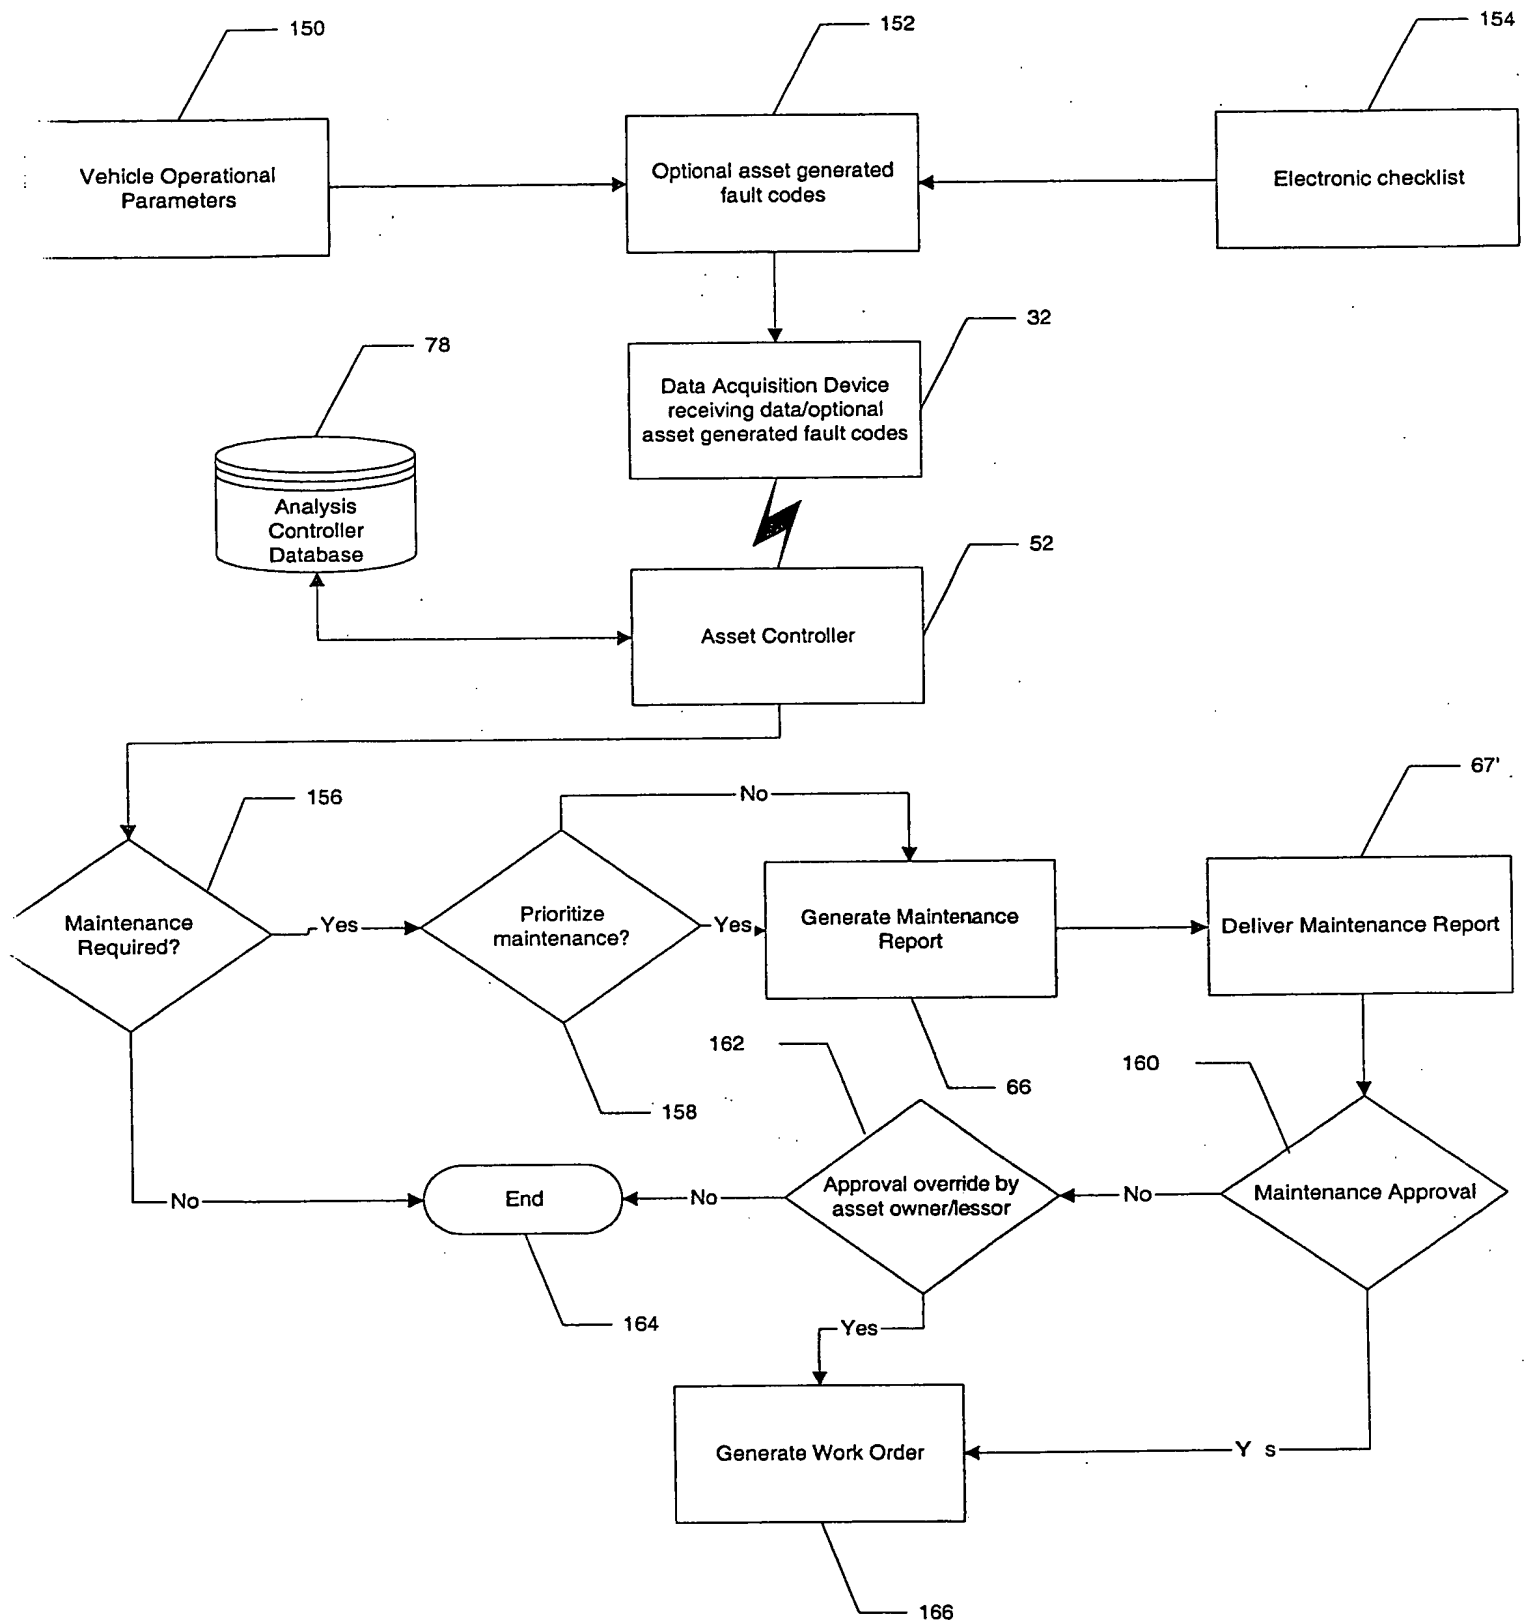 150
152
154
Vehicle Operational
Parameters
Optional asset generated
fault codes
Electronic checklist
32
78
Data Acquisition Device
receiving data/optional
asset generated fault codes
Analysis
Controller
Database
52
Asset Controller
67'
156
No
Maintenance
Required?
Yes
Prioritize
maintenance?
Yes
Generate Maintenance
Report
Deliver Maintenance Report
162
160
66
158
No
End
No
Approval override by
asset owner/lessor
No
Maintenance Approval
164
Yes
Generate Work Order
Y s
166